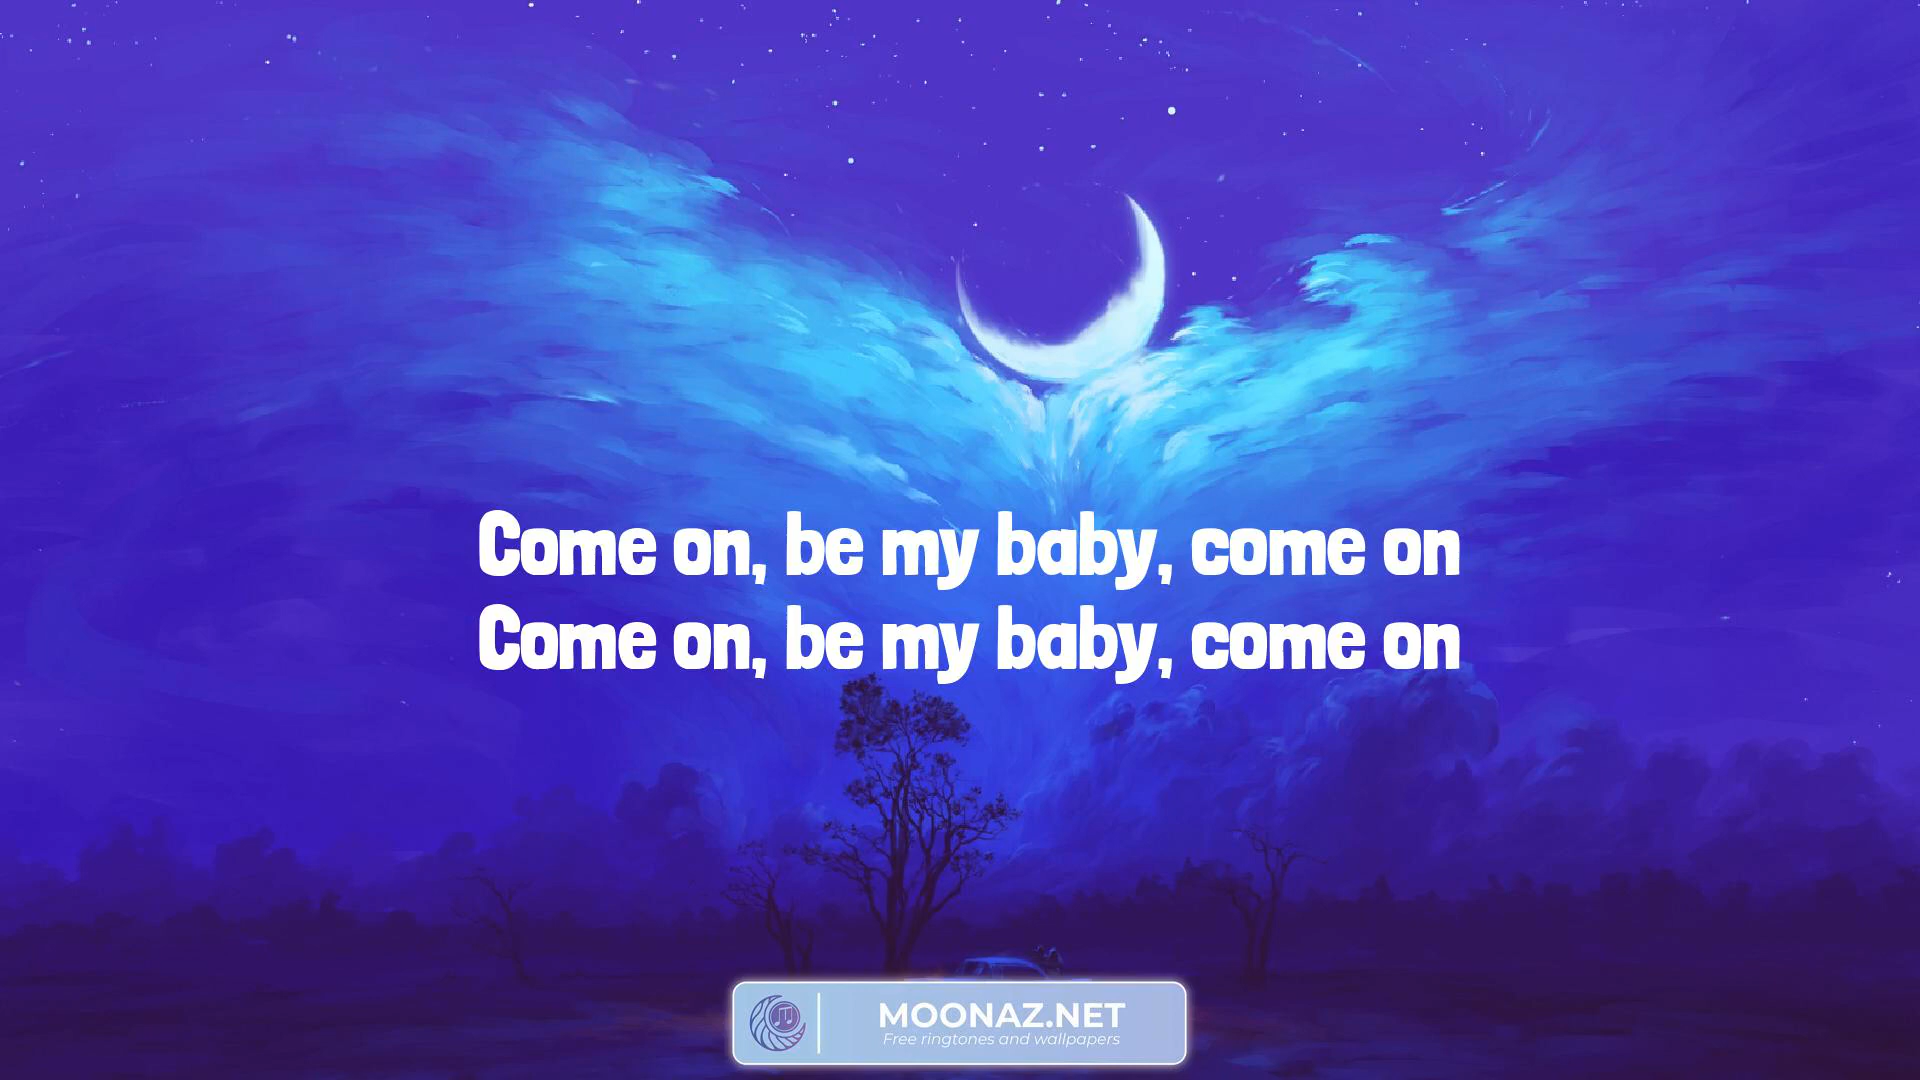 Come on, be my baby, come on
Come on, be my baby, come on
MOONAZ.NET
Free ringtones and wallpapers